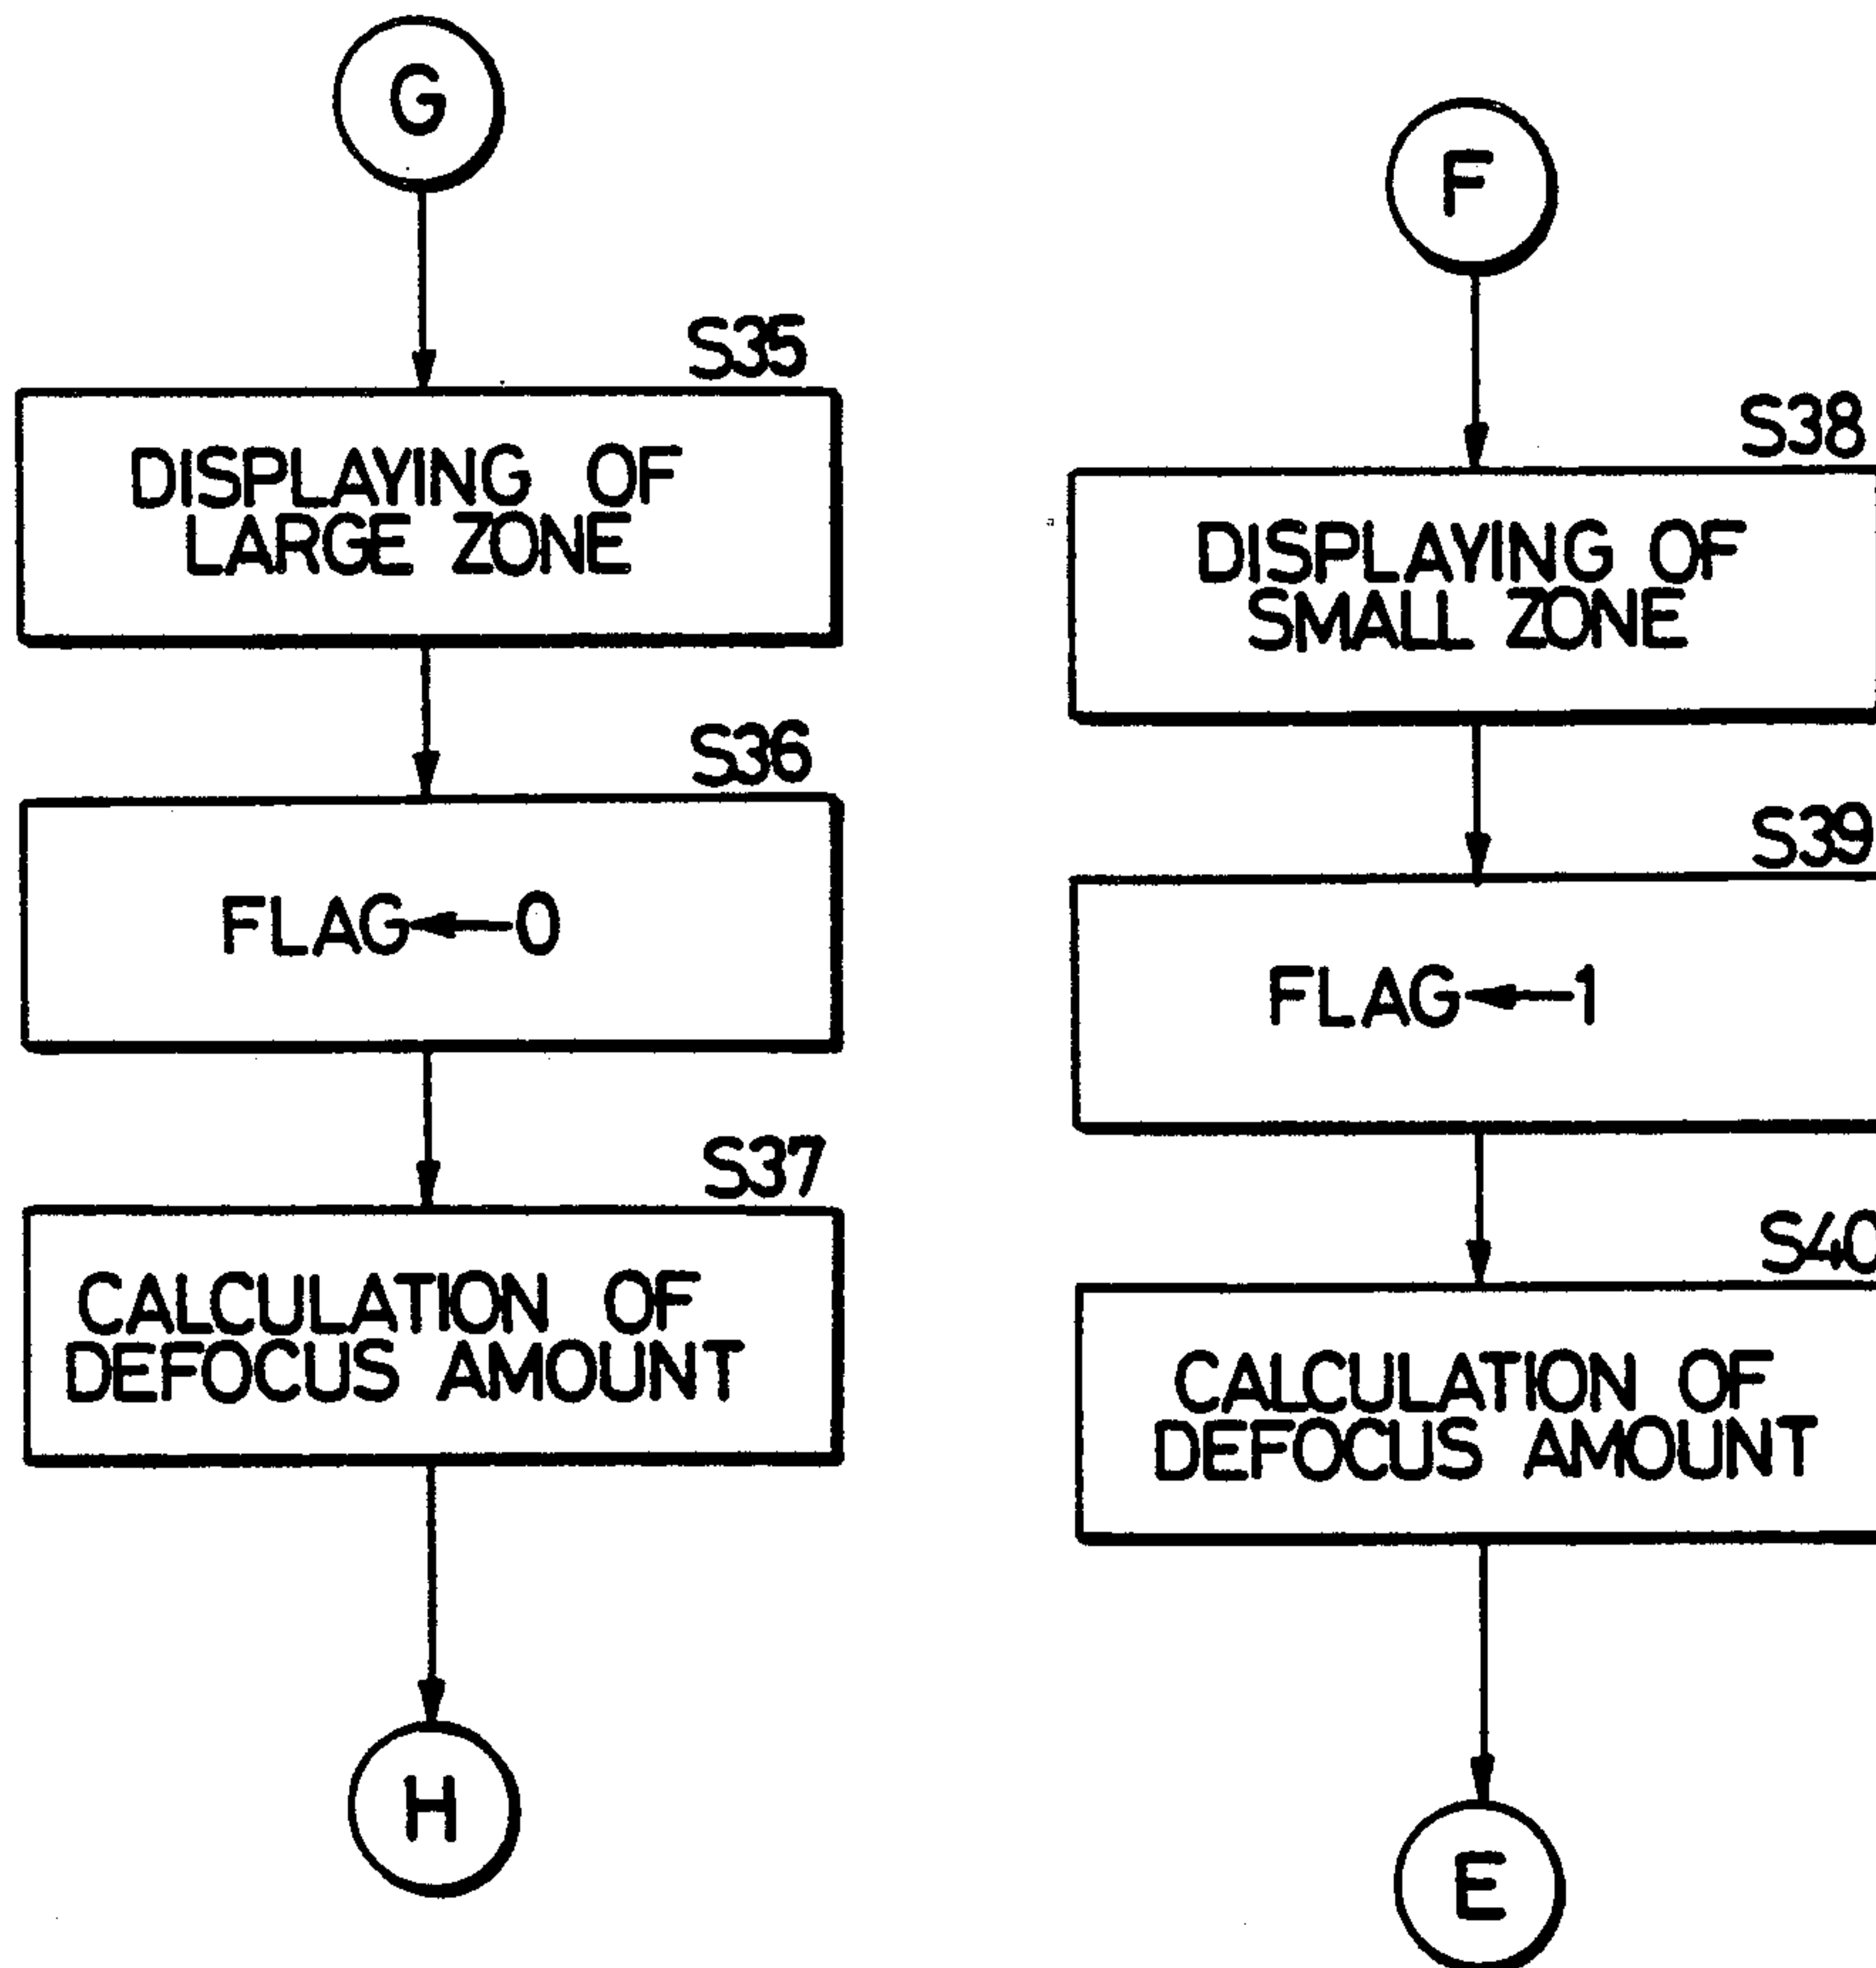 G
S35
DISPLAYING OF
LARGE ZONE
S36
FLAG←0
S37
CALCULATION OF
DEFOCUS AMOUNT
H
F
S38
DISPLAYING OF
SMALL ZONE
S39
FLAG←1
S40
CALCULATION OF
DEFOCUS AMOUNT
E